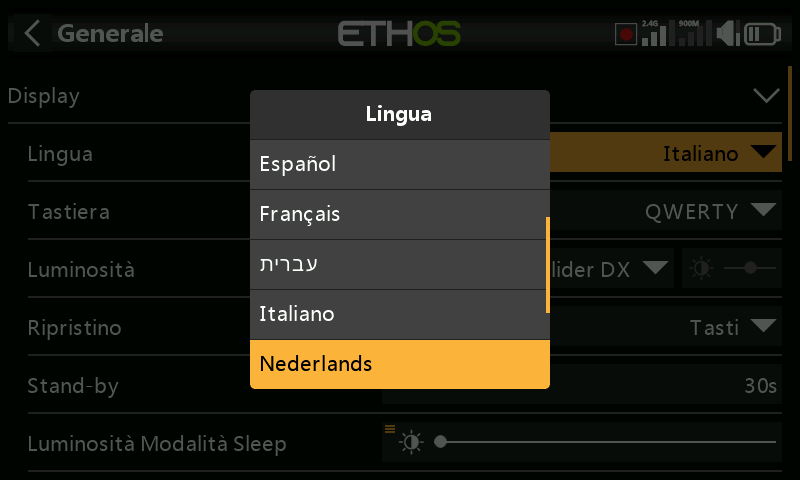 Generale
ETHOS
2.4G
900M
Display
Lingua
Italiano
Tastiera
QWERTY
Luminosità
lider DX
Ripristino
Tasti
Stand-by
30s
Luminosità Modalità Sleep
Lingua
Español
Français
עברית
Italiano
Nederlands